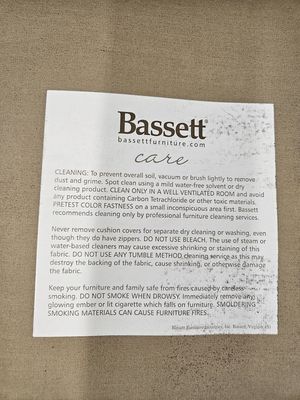 Bassett®
bassettfurniture.com
care
CLEANING: To prevent overall soil, vacuum or brush lightly to remove
dust and grime. Spot clean using a mild water-free solvent or dry
cleaning product. CLEAN ONLY IN A WELL VENTILATED ROOM and avoid
any product containing Carbon Tetrachloride or other toxic materials.
PRETEST COLOR FASTNESS on a small inconspicuous area first. Bassett
recommends cleaning only by professional furniture cleaning services.
Never remove cushion covers for separate dry cleaning or washing, even
though they do have zippers. DO NOT USE BLEACH. The use of steam or
water-based cleaners may cause excessive shrinking or staining of this
fabric. DO NOT USE ANY TUMBLE METHOD cleaning service as this may
destroy the backing of the fabric, cause shrinking, or otherwise damage
the fabric.
Keep your furniture and family safe from fires caused by careless
smoking. DO NOT SMOKE WHEN DROWSY. Immediately remove any
glowing ember or lit cigarette which falls on furniture. SMOLDERING
SMOKING MATERIALS CAN CAUSE FURNITURE FIRES.
Bassett Furniture Industries, Inc. Bassett, Virginia